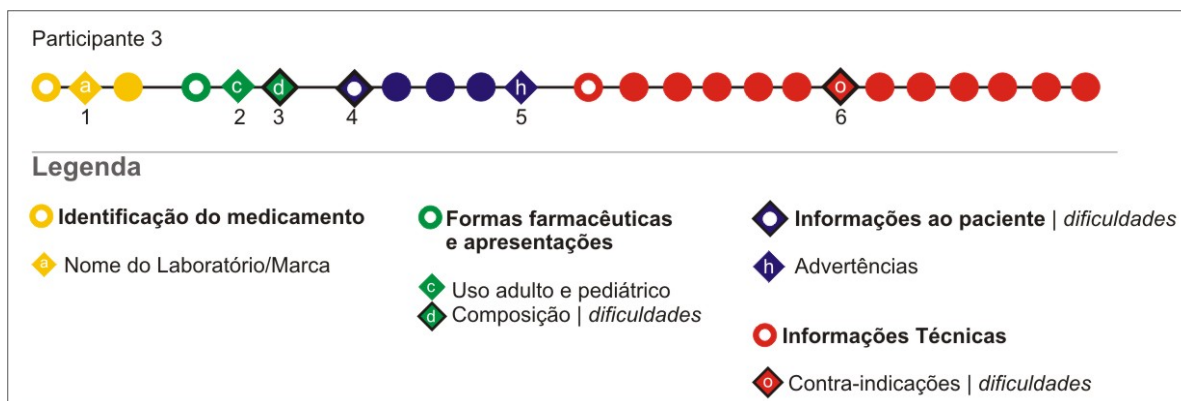 Participante 3
a c d h o
1 2 3 4 5 6
Legenda
Identificação do medicamento
a Nome do Laboratório/Marca
Formas farmacêuticas
e apresentações
c Uso adulto e pediátrico
d Composição | dificuldades
Informações ao paciente | dificuldades
h Advertências
Informações Técnicas
o Contra-indicações | dificuldades